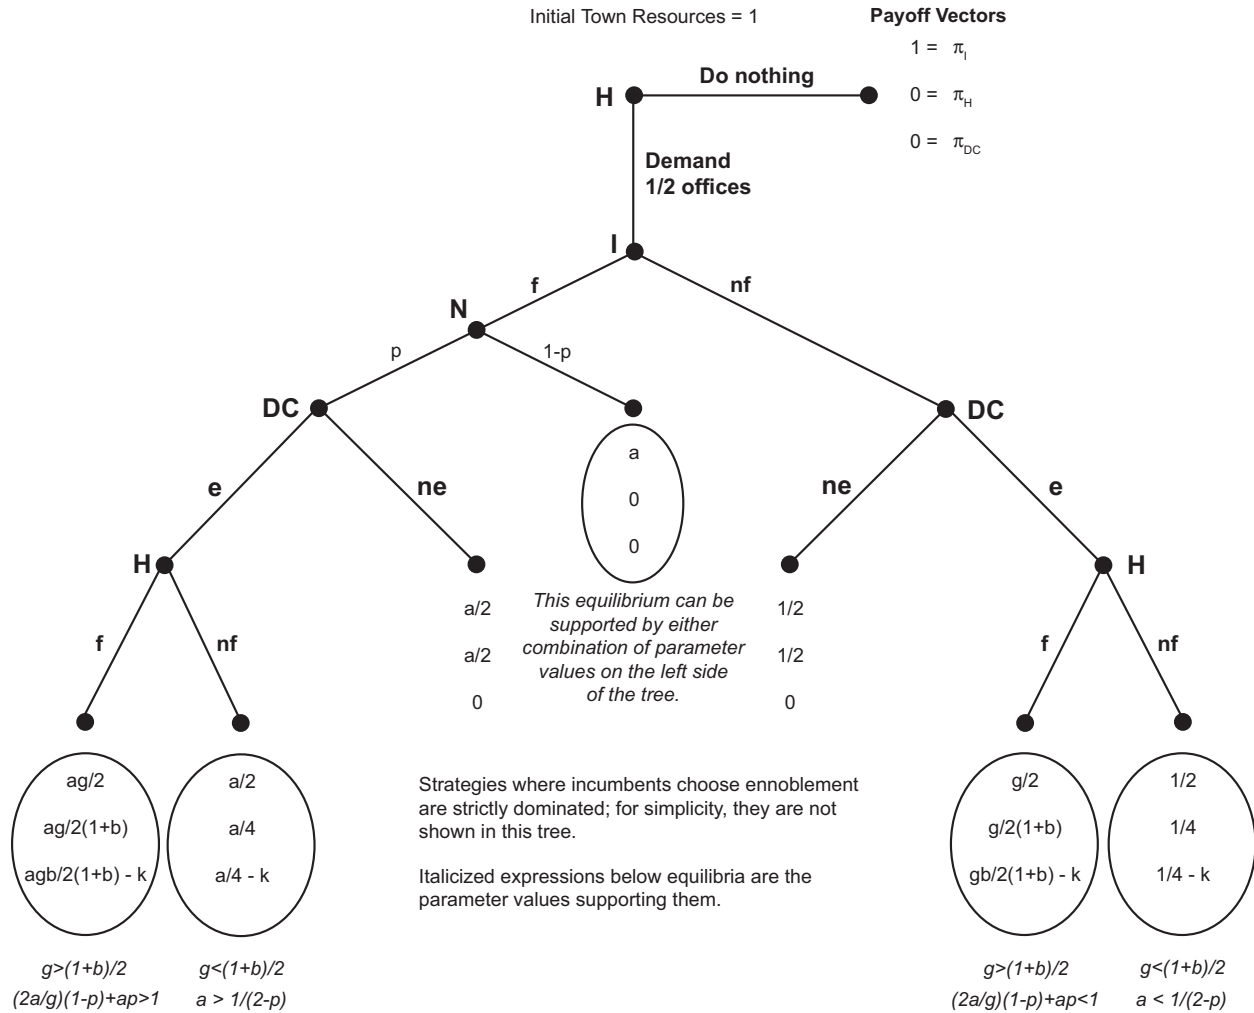 Initial Town Resources = 1
Payoff Vectors
1 = π_I
0 = π_H
0 = π_DC
H
Do nothing
Demand
1/2 offices
I
f
nf
N
p
1-p
DC
DC
e
ne
a
0
0
ne
e
H
H
f
nf
a/2
a/2
0
This equilibrium can be
supported by either
combination of parameter
values on the left side
of the tree.
1/2
1/2
0
f
nf
ag/2
ag/2(1+b)
agb/2(1+b) - k
a/2
a/4
a/4 - k
Strategies where incumbents choose ennoblement
are strictly dominated; for simplicity, they are not
shown in this tree.
Italicized expressions below equilibria are the
parameter values supporting them.
g/2
g/2(1+b)
gb/2(1+b) - k
1/2
1/4
1/4 - k
g>(1+b)/2
(2a/g)(1-p)+ap>1
g<(1+b)/2
a > 1/(2-p)
g>(1+b)/2
(2a/g)(1-p)+ap<1
g<(1+b)/2
a < 1/(2-p)